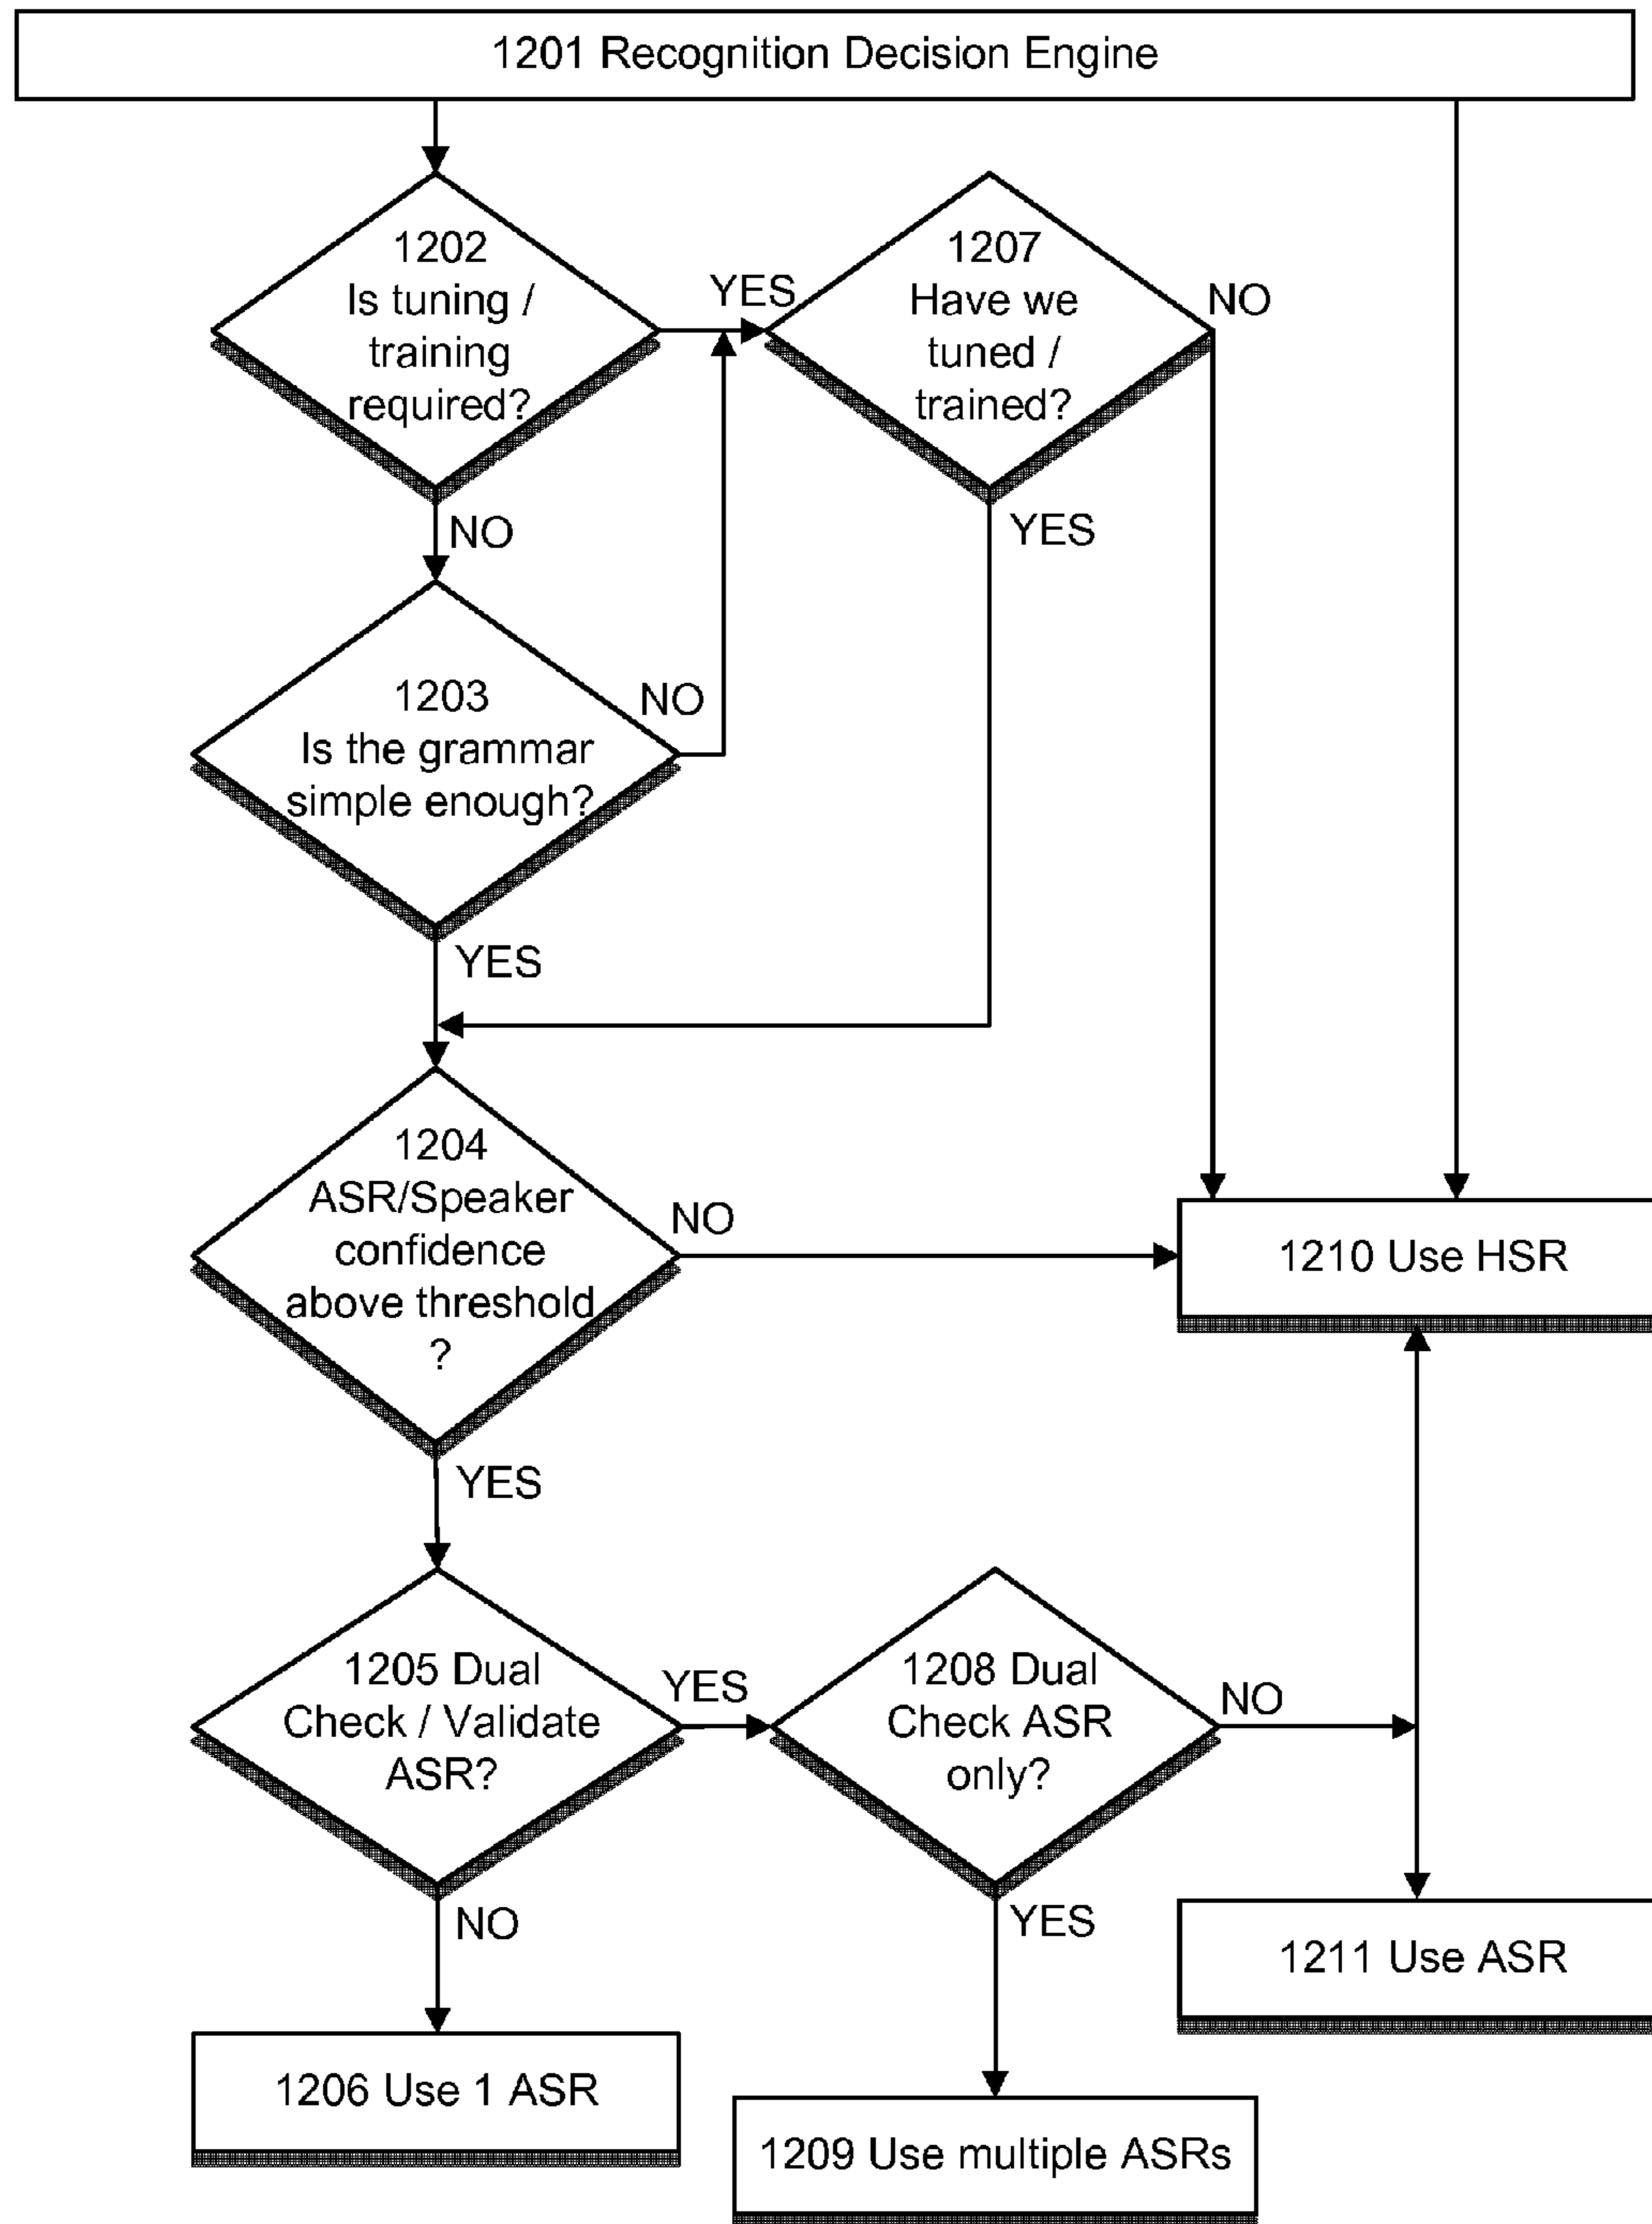 1201 Recognition Decision Engine
1202
Is tuning /
training
required?
YES
1207
Have we
tuned /
trained?
NO
NO
YES
1203
Is the grammar
simple enough?
NO
YES
1204
ASR/Speaker
confidence
above threshold
?
NO
1210 Use HSR
YES
1205 Dual
Check / Validate
ASR?
YES
1208 Dual
Check ASR
only?
NO
NO
YES
1211 Use ASR
1206 Use 1 ASR
1209 Use multiple ASRs